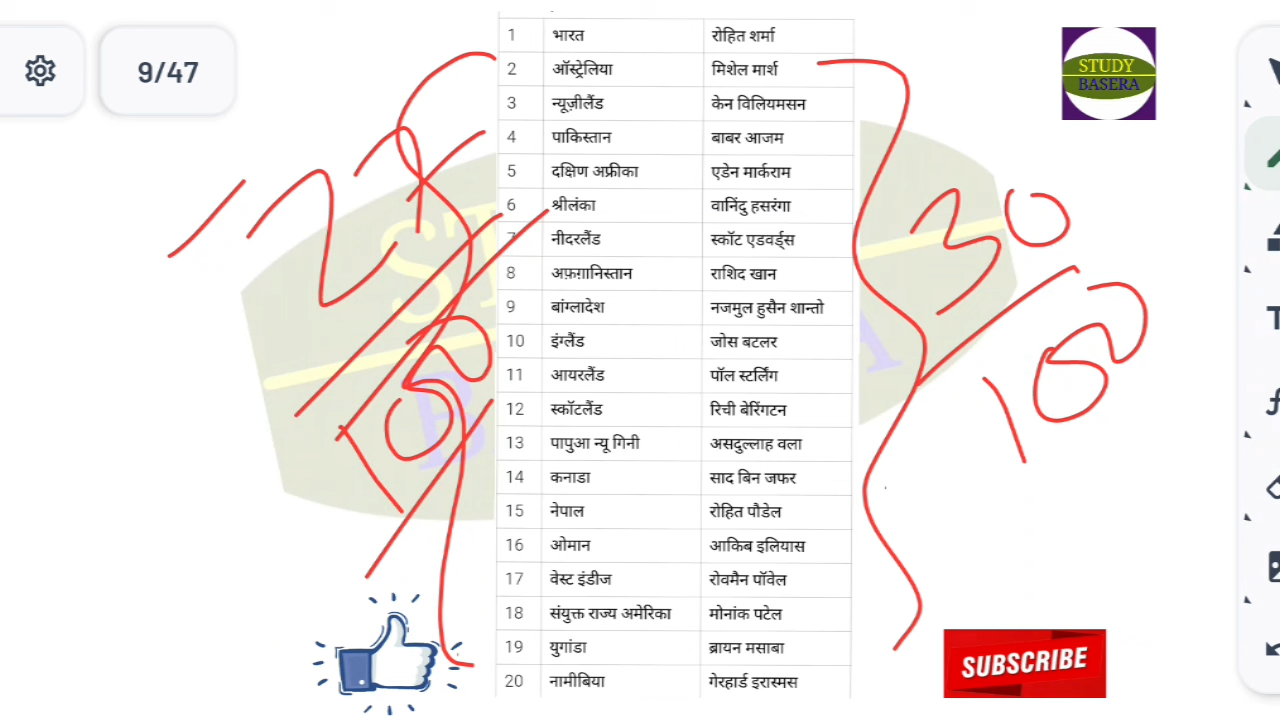 9/47
1 भारत रोहित शर्मा
2 ऑस्ट्रेलिया मिशेल मार्श
3 न्यूज़ीलैंड केन विलियमसन
4 पाकिस्तान बाबर आजम
5 दक्षिण अफ्रीका एडेन मार्कराम
6 श्रीलंका वानिंदु हसरंगा
7 नीदरलैंड स्कॉट एडवर्ड्स
8 अफ़ग़ानिस्तान राशिद खान
9 बांग्लादेश नजमुल हुसैन शान्तो
10 इंग्लैंड जोस बटलर
11 आयरलैंड पॉल स्टर्लिंग
12 स्कॉटलैंड रिची बेरिंगटन
13 पापुआ न्यू गिनी असदुल्लाह वला
14 कनाडा साद बिन जफर
15 नेपाल रोहित पौडेल
16 ओमान आकिब इलियास
17 वेस्ट इंडीज रोवमैन पॉवेल
18 संयुक्त राज्य अमेरिका मोनांक पटेल
19 युगांडा ब्रायन मसाबा
20 नामीबिया गेरहार्ड इरास्मस
STUDY
BASERA
30
100
100
SUBSCRIBE